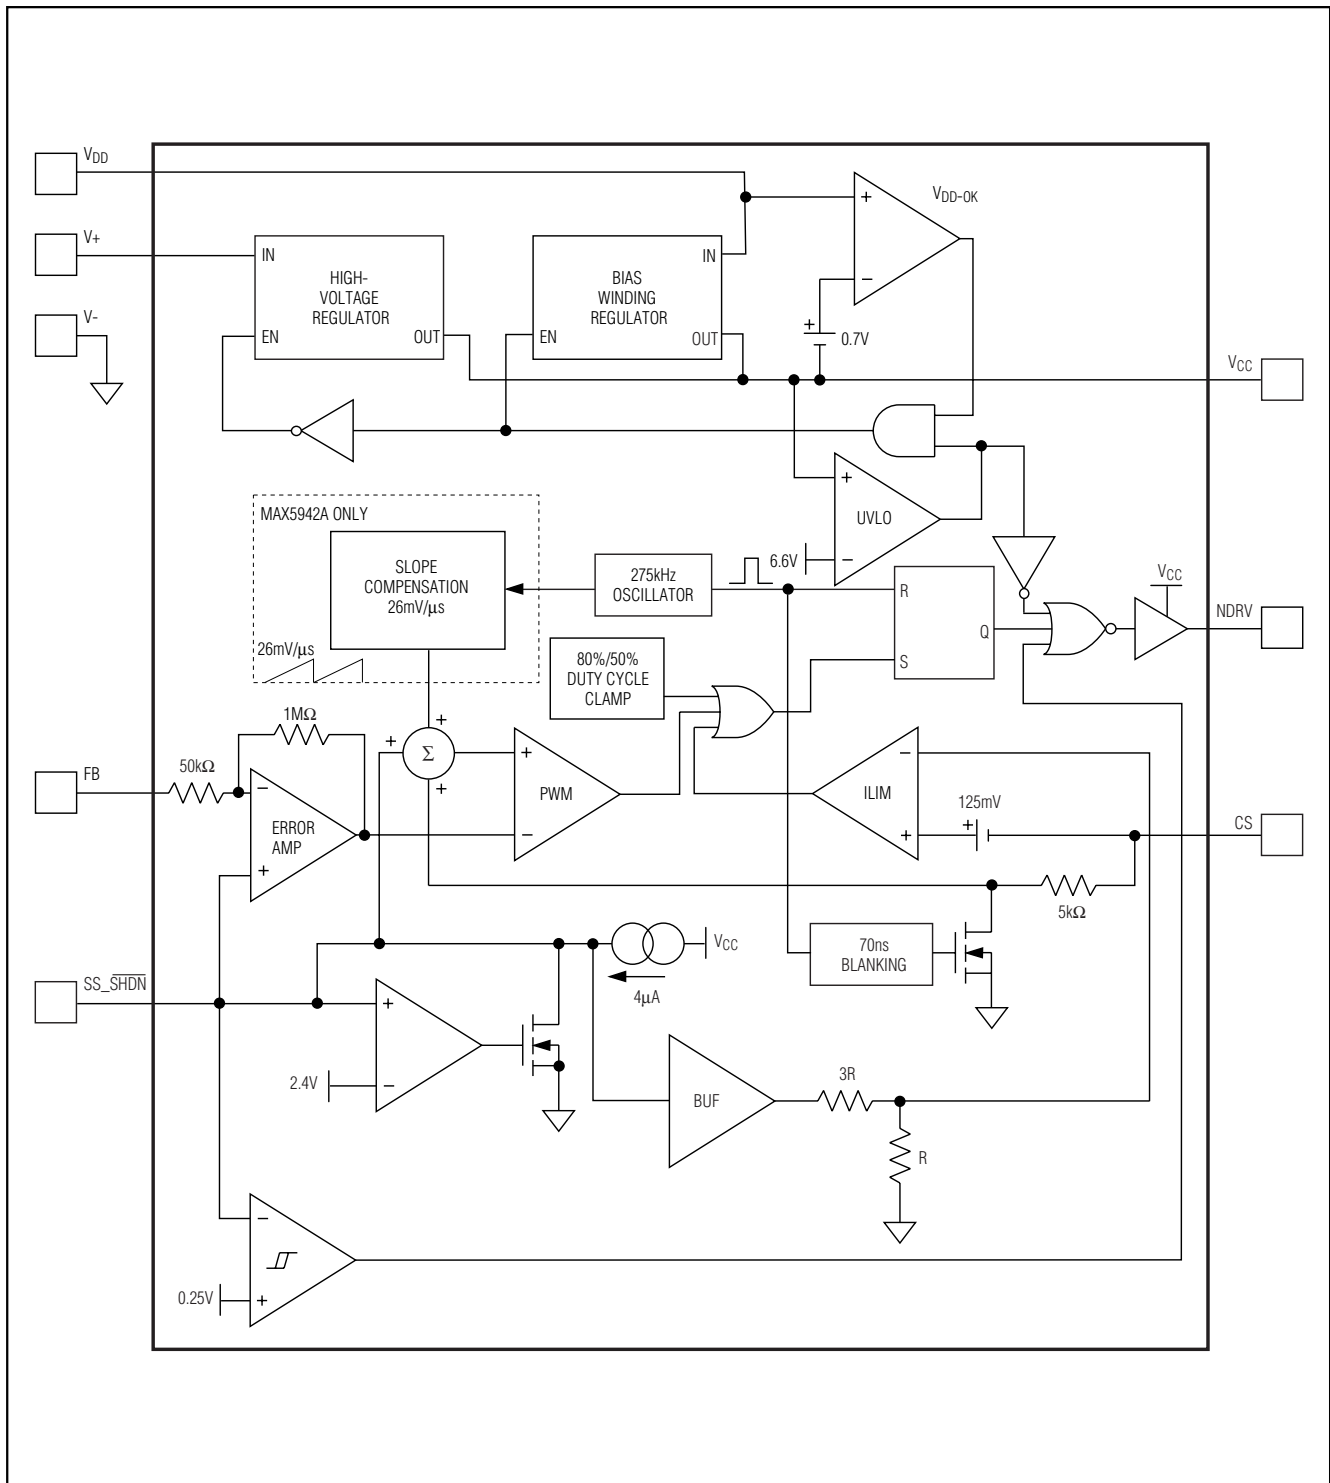 VDD
V+
V-
IN
HIGH-
VOLTAGE
REGULATOR
EN
OUT
IN
BIAS
WINDING
REGULATOR
EN
OUT
+
−
VDD-OK
+
0.7V
VCC
MAX5942A ONLY
SLOPE
COMPENSATION
26mV/μs
26mV/μs
275kHz
OSCILLATOR
+
UVLO
6.6V
−
R
Q
S
VCC
NDRV
80%/50%
DUTY CYCLE
CLAMP
1MΩ
+
+
Σ
+
FB
50kΩ
−
ERROR
AMP
+
+
PWM
−
−
ILIM
+
125mV
+
CS
5kΩ
70ns
BLANKING
VCC
4μA
SS_SHDN
+
2.4V
−
BUF
3R
R
−
0.25V
+